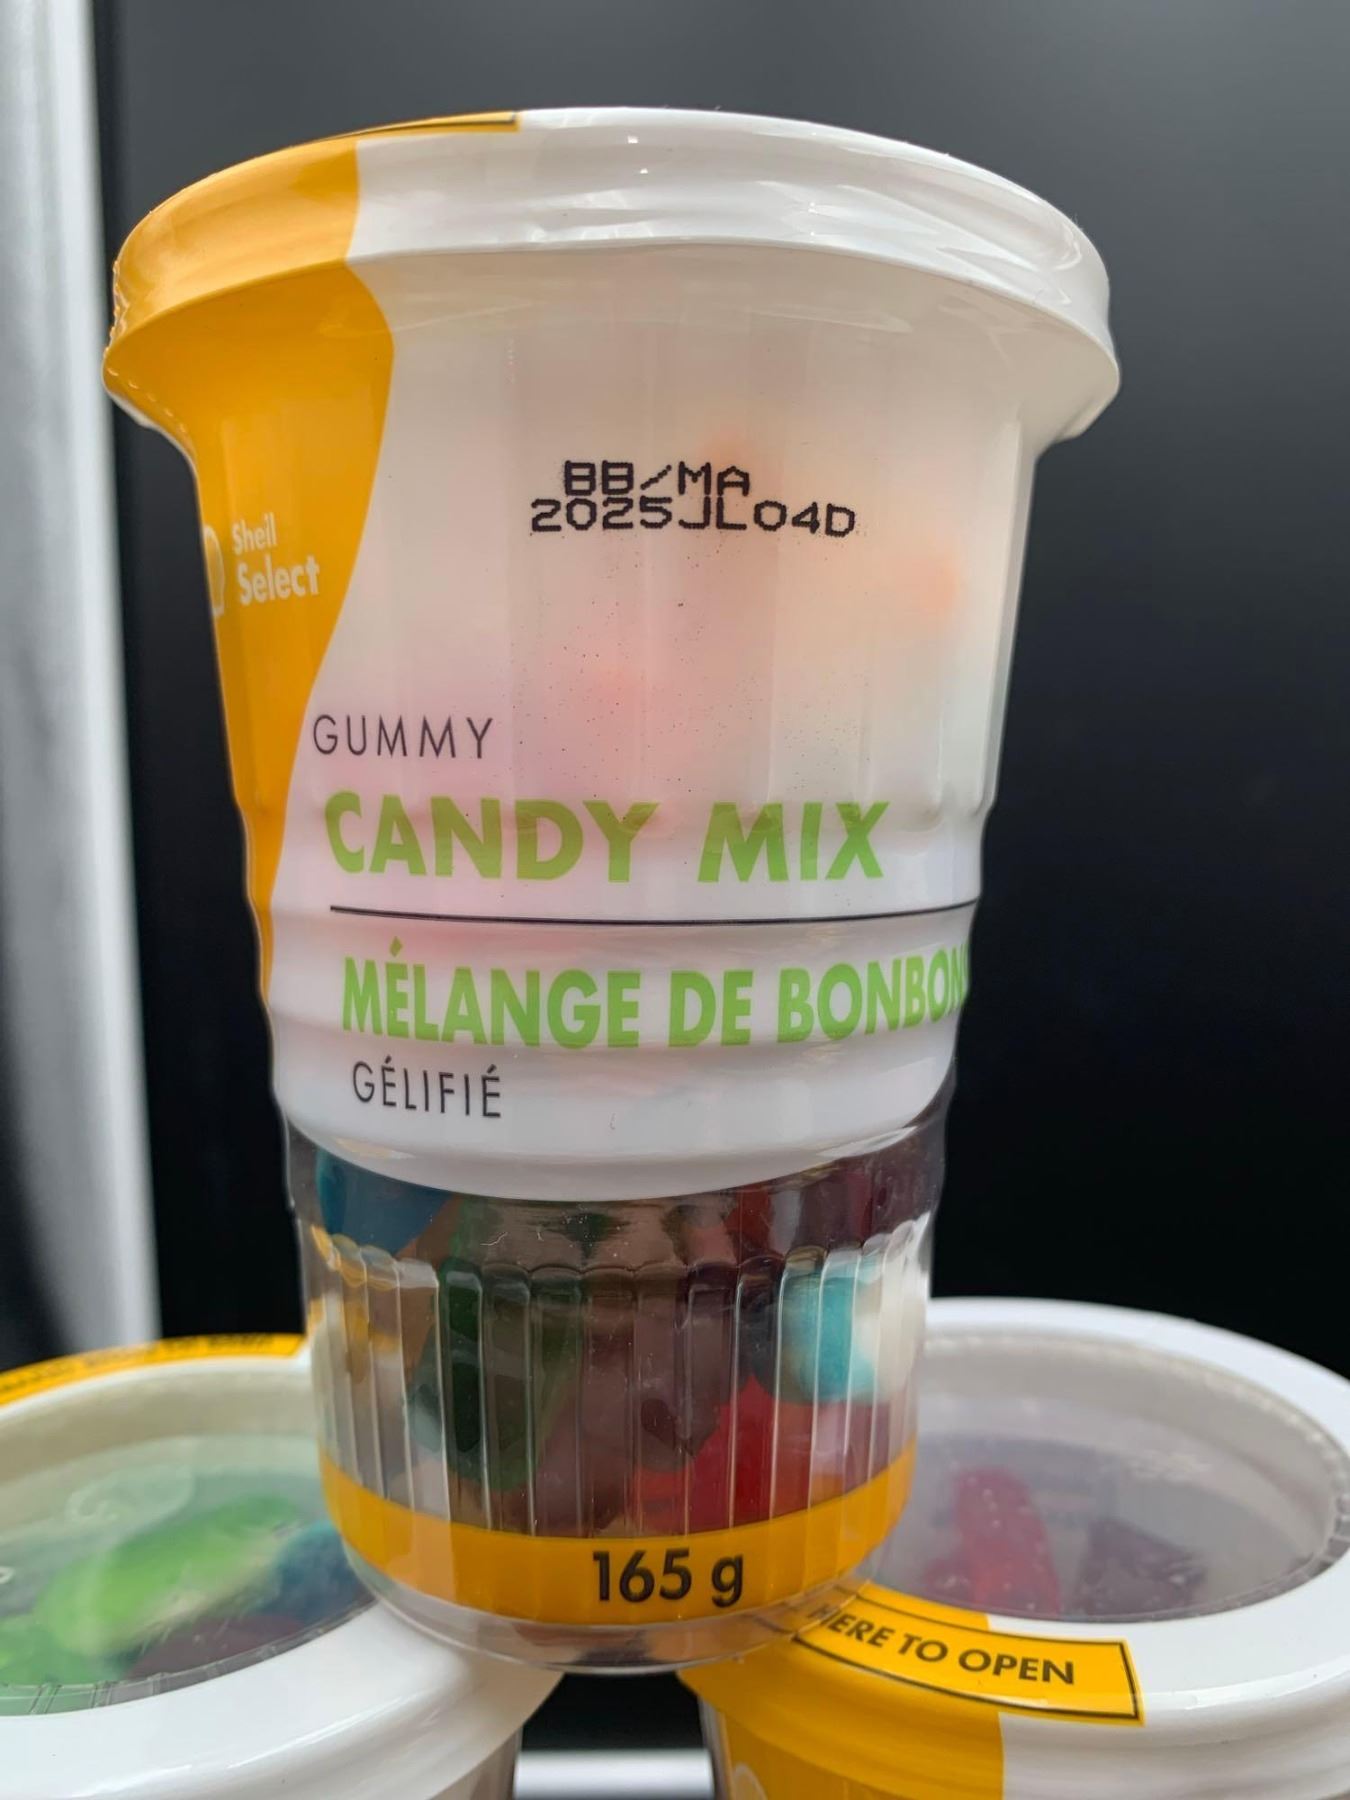 BB/MA
2025JL04D
Shell
Select
GUMMY
CANDY MIX
MÉLANGE DE BONBON
GÉLIFIÉ
165 g
HERE TO OPEN